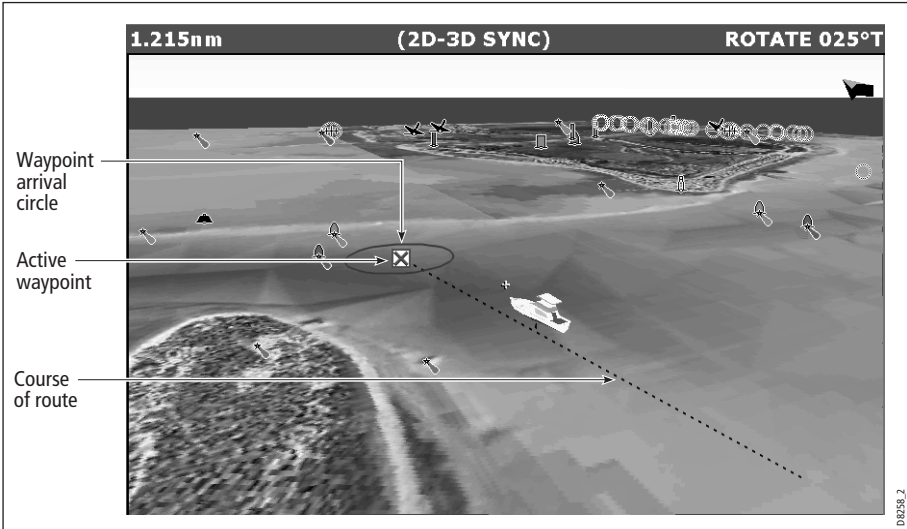 1.215nm (2D-3D SYNC) ROTATE 025°T
Waypoint
arrival
circle
Active
waypoint
Course
of route
D8258_2